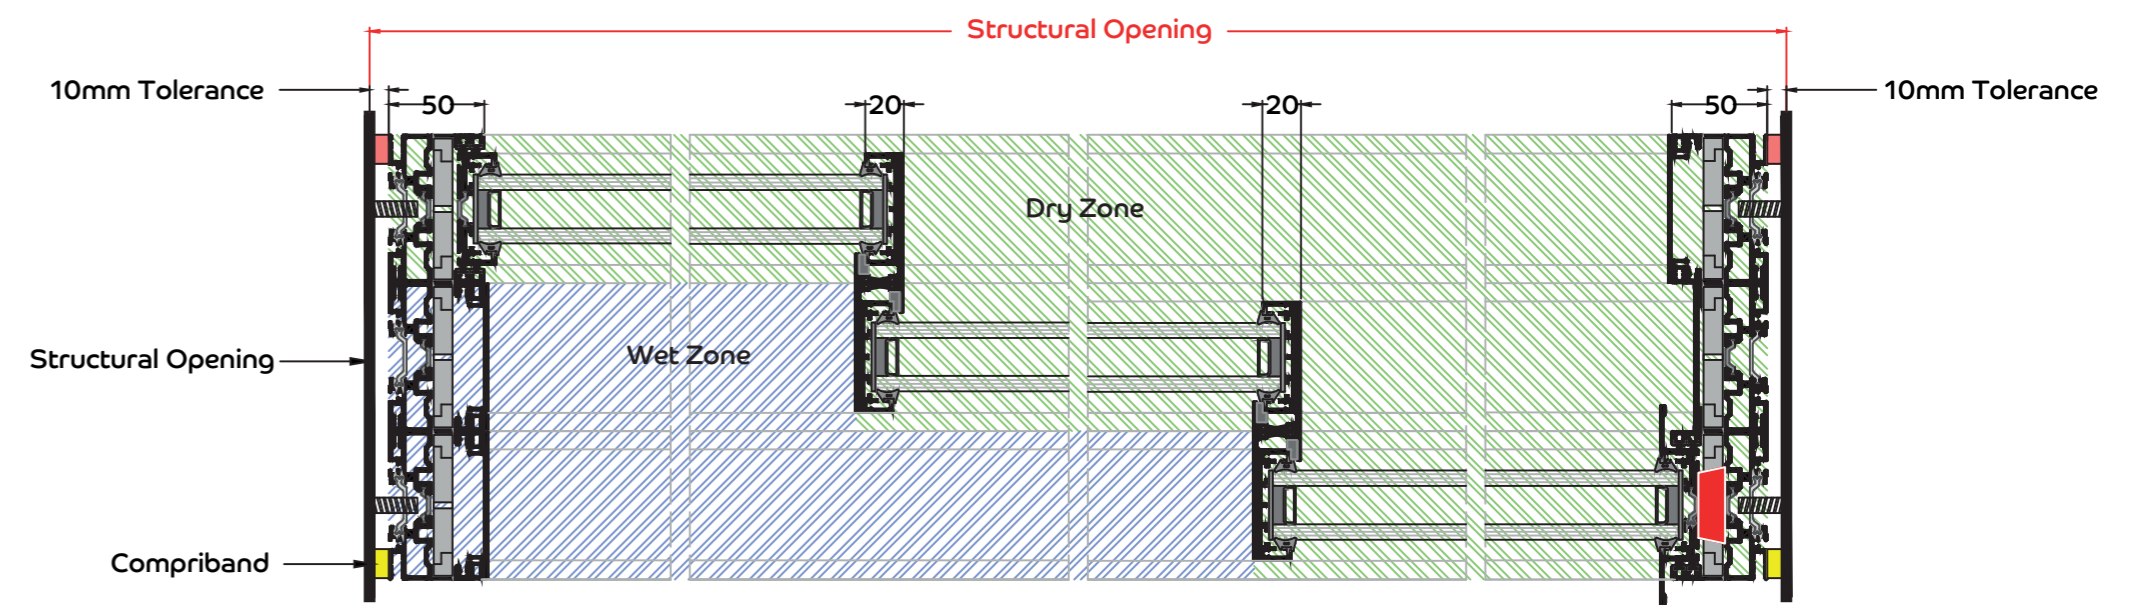 Structural Opening
10mm Tolerance
10mm Tolerance
50
20
20
50
Dry Zone
Wet Zone
Structural Opening
Compriband